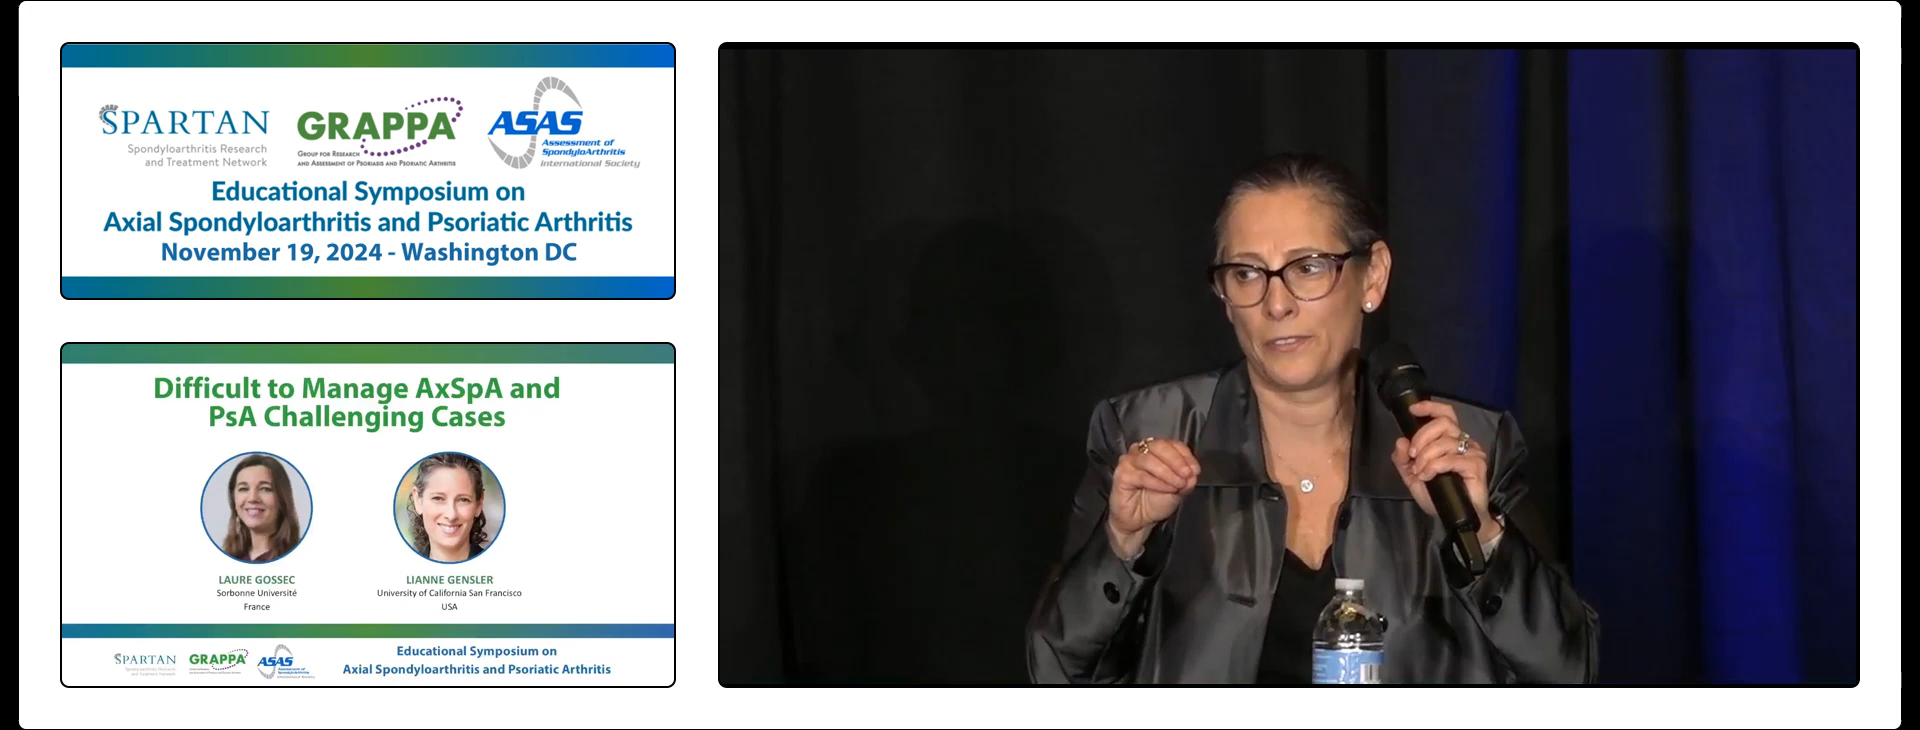 SPARTAN
Spondyloarthritis Research
and Treatment Network
GRAPPA
Group for Research
and Assessment of Psoriasis and Psoriatic Arthritis
ASAS
Assessment of
SpondyloArthritis
international Society
Educational Symposium on
Axial Spondyloarthritis and Psoriatic Arthritis
November 19, 2024 - Washington DC
Difficult to Manage AxSpA and
PsA Challenging Cases
LAURE GOSSEC
Sorbonne Université
France
LIANNE GENSLER
University of California San Francisco
USA
SPARTAN
GRAPPA
ASAS
Educational Symposium on
Axial Spondyloarthritis and Psoriatic Arthritis